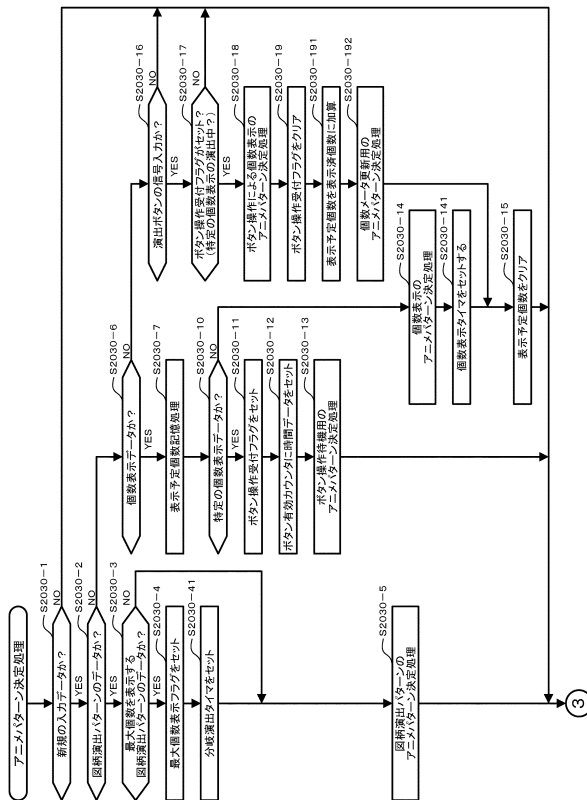 アニメパターン決定処理
S2030-1
新規の入力データか？
NO
YES
S2030-2
図柄演出パターンのデータか？
NO
YES
S2030-3
最大個数を表示する
図柄演出パターンのデータか？
NO
YES
S2030-4
最大個数表示フラグをセット
S2030-41
分岐演出タイマをセット
S2030-5
図柄演出パターンの
アニメパターン決定処理
S2030-6
個数表示データか？
NO
YES
S2030-7
表示予定個数記憶処理
S2030-10
特定の個数表示データか？
NO
YES
S2030-11
ボタン操作受付フラグをセット
S2030-12
ボタン有効カウンタに時間データをセット
S2030-13
ボタン操作待機用の
アニメパターン決定処理
S2030-14
個数表示の
アニメパターン決定処理
S2030-141
個数表示タイマをセットする
S2030-15
表示予定個数をクリア
S2030-16
演出ボタンの信号入力か？
NO
YES
S2030-17
ボタン操作受付フラグがセット？
（特定の個数表示の演出中？）
NO
YES
S2030-18
ボタン操作による個数表示の
アニメパターン決定処理
S2030-19
ボタン操作受付フラグをクリア
S2030-191
表示予定個数を表示済個数に加算
S2030-192
個数メータ更新用の
アニメパターン決定処理
3